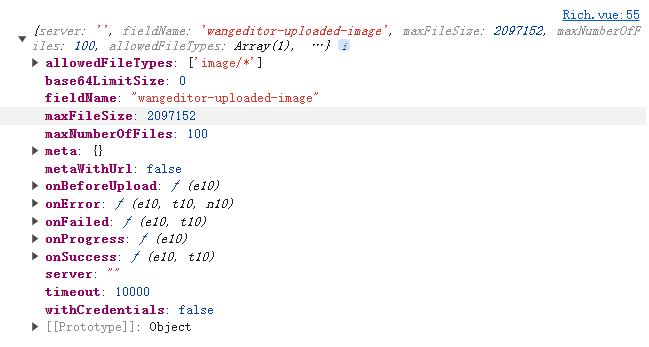 Rich.vue:55
{server: '', fieldName: 'wangeditor-uploaded-image', maxFileSize: 2097152, maxNumberOfF
iles: 100, allowedFileTypes: Array(1), …} i
allowedFileTypes: ['image/*']
base64LimitSize: 0
fieldName: "wangeditor-uploaded-image"
maxFileSize: 2097152
maxNumberOfFiles: 100
meta: {}
metaWithUrl: false
onBeforeUpload: ƒ (e10)
onError: ƒ (e10, t10, n10)
onFailed: ƒ (e10, t10)
onProgress: ƒ (e10)
onSuccess: ƒ (e10, t10)
server: ""
timeout: 10000
withCredentials: false
[[Prototype]]: Object